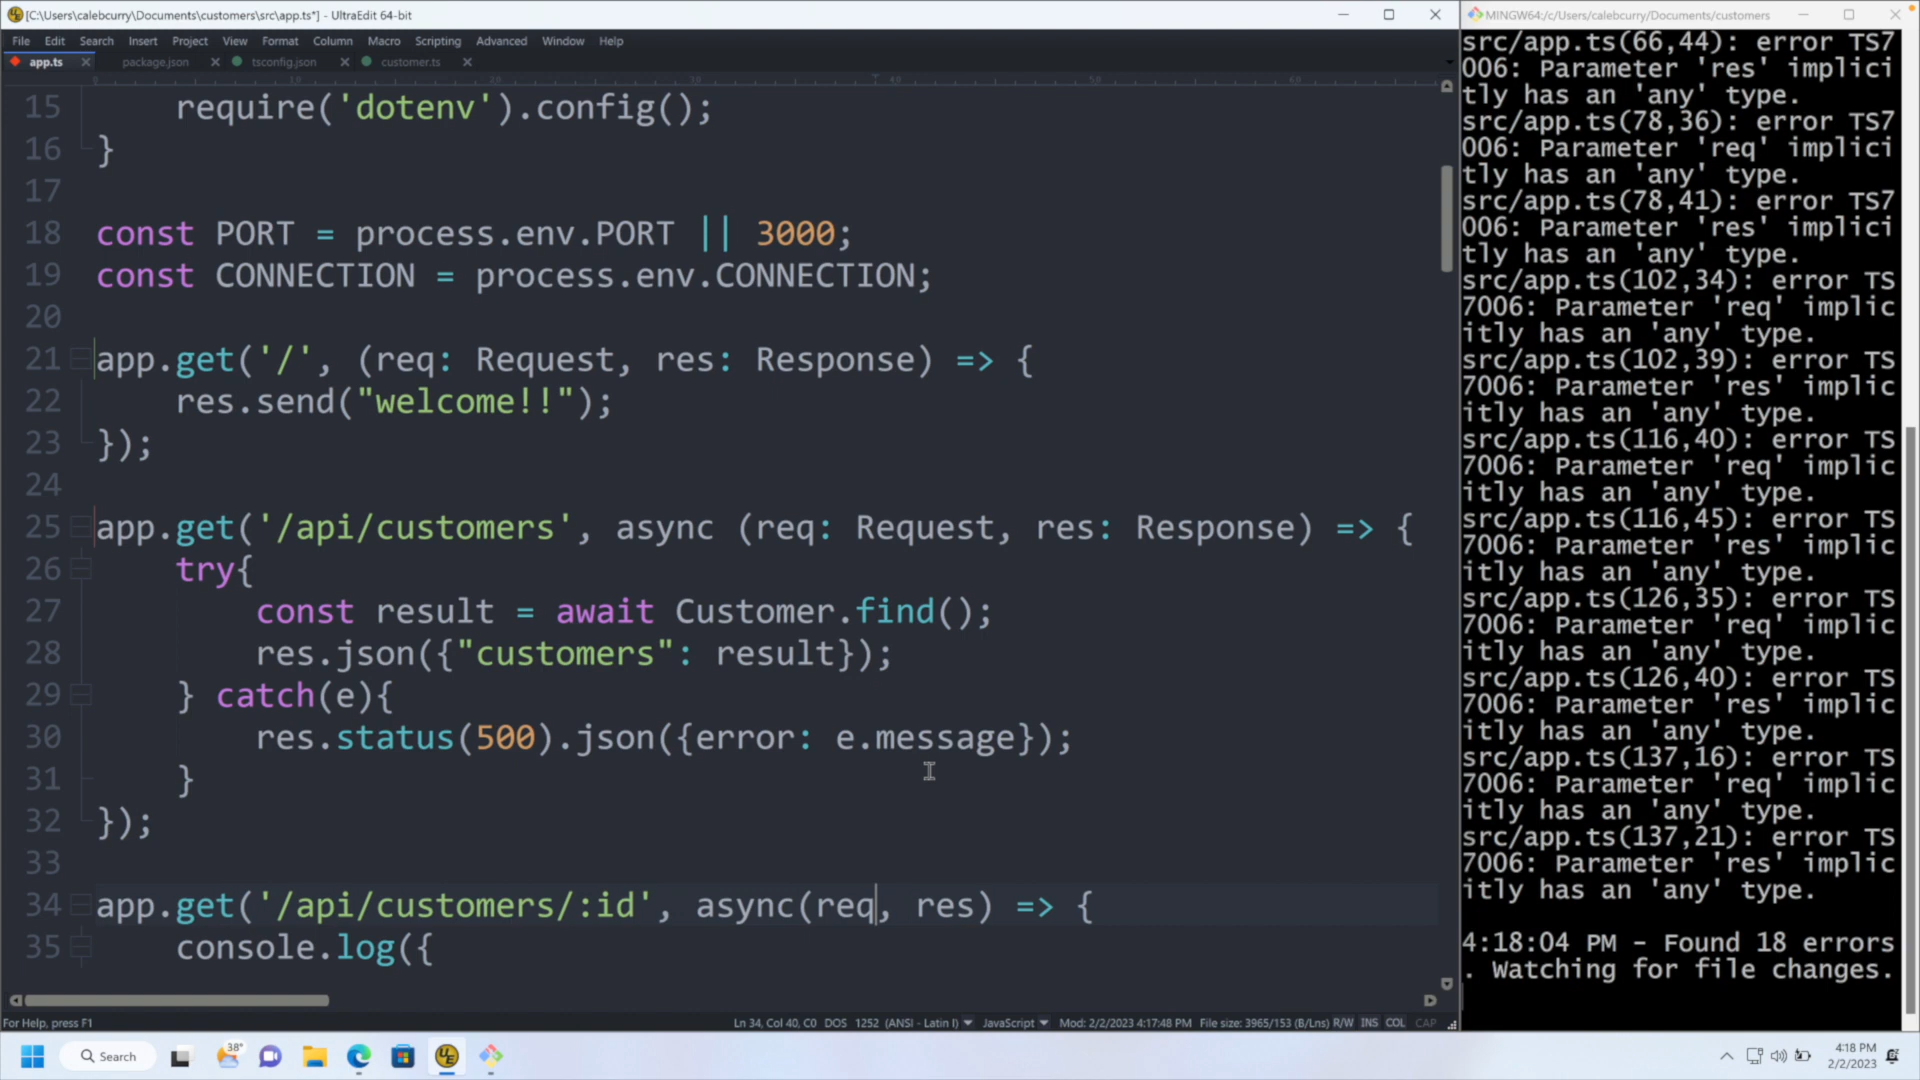 [C:\Users\calebcurry\Documents\customers\src\app.ts*] - UltraEdit 64-bit
File Edit Search Insert Project View Format Column Macro Scripting Advanced Window Help
app.ts package.json tsconfig.json customer.ts
0 10 20 30 40 50 60
15 require('dotenv').config();
16 }
17
18 const PORT = process.env.PORT || 3000;
19 const CONNECTION = process.env.CONNECTION;
20
21 app.get('/', (req: Request, res: Response) => {
22 res.send("welcome!!");
23 });
24
25 app.get('/api/customers', async (req: Request, res: Response) => {
26 try{
27 const result = await Customer.find();
28 res.json({"customers": result});
29 } catch(e){
30 res.status(500).json({error: e.message});
31 }
32 });
33
34 app.get('/api/customers/:id', async(req, res) => {
35 console.log({
For Help, press F1
Ln 34, Col 40, C0 DOS 1252 (ANSI - Latin I) JavaScript Mod: 2/2/2023 4:17:48 PM File size: 3965/153 (B/Lns) R/W INS COL CAP
MINGW64:/c/Users/calebcurry/Documents/customers
src/app.ts(66,44): error TS7
006: Parameter 'res' implici
tly has an 'any' type.
src/app.ts(78,36): error TS7
006: Parameter 'req' implici
tly has an 'any' type.
src/app.ts(78,41): error TS7
006: Parameter 'res' implici
tly has an 'any' type.
src/app.ts(102,34): error TS
7006: Parameter 'req' implic
itly has an 'any' type.
src/app.ts(102,39): error TS
7006: Parameter 'res' implic
itly has an 'any' type.
src/app.ts(116,40): error TS
7006: Parameter 'req' implic
itly has an 'any' type.
src/app.ts(116,45): error TS
7006: Parameter 'res' implic
itly has an 'any' type.
src/app.ts(126,35): error TS
7006: Parameter 'req' implic
itly has an 'any' type.
src/app.ts(126,40): error TS
7006: Parameter 'res' implic
itly has an 'any' type.
src/app.ts(137,16): error TS
7006: Parameter 'req' implic
itly has an 'any' type.
src/app.ts(137,21): error TS
7006: Parameter 'res' implic
itly has an 'any' type.
4:18:04 PM - Found 18 errors
. Watching for file changes.
Search
38°
UE
4:18 PM
2/2/2023